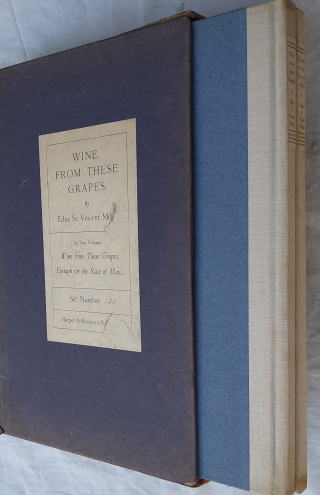 WINE
FROM THESE
GRAPES
By
Edna St. Vincent
In Two Volumes
Wine from These Grapes
Epitaph for the Race of Man
Set Number
Harper & Brothers